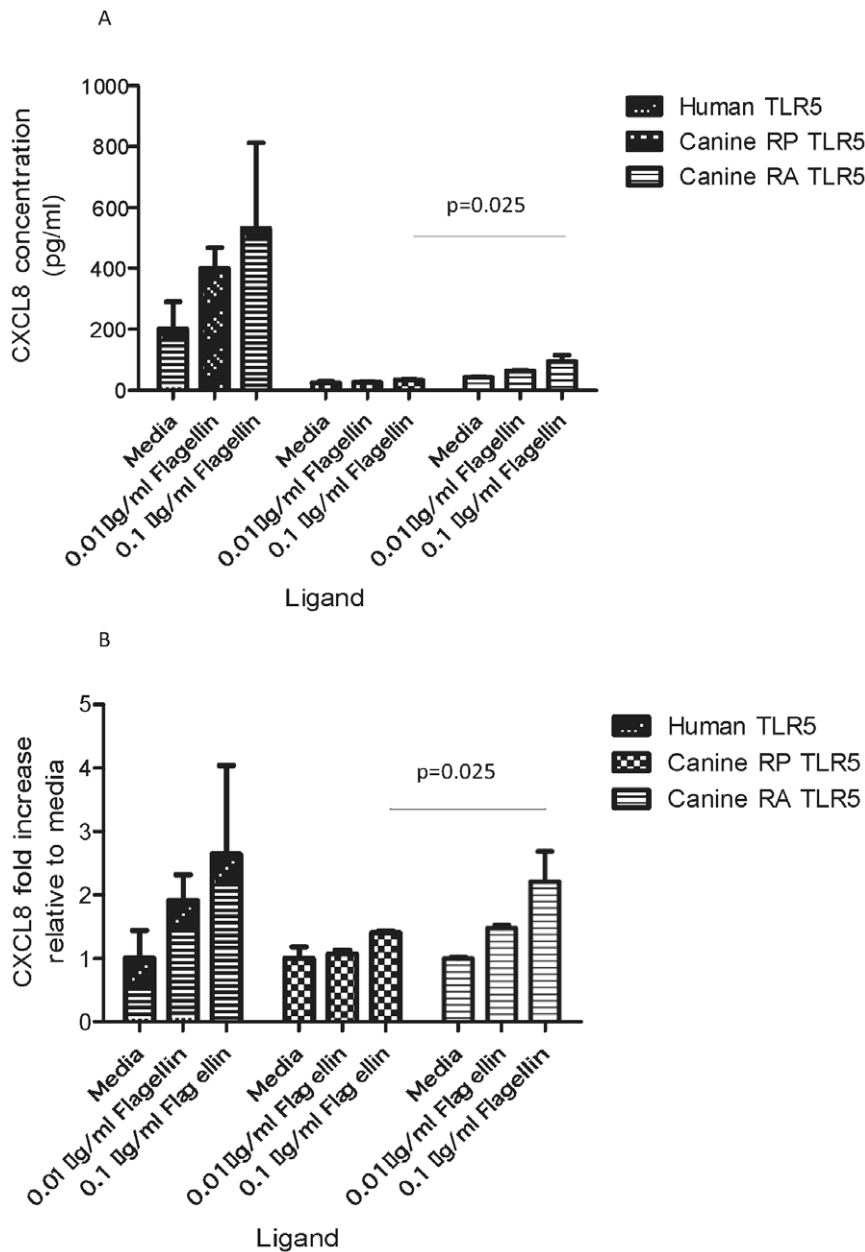 A
1000
800
600
400
200
0
CXCL8 concentration
(pg/ml)
p=0.025
Human TLR5
Canine RP TLR5
Canine RA TLR5
Media
0.01 ▯g/ml Flagellin
0.1 ▯g/ml Flagellin
Media
0.01 ▯g/ml Flagellin
0.1 ▯g/ml Flagellin
Media
0.01 ▯g/ml Flagellin
0.1 ▯g/ml Flagellin
Ligand
B
5
4
3
2
1
0
CXCL8 fold increase
relative to media
p=0.025
Human TLR5
Canine RP TLR5
Canine RA TLR5
Media
0.01 ▯g/ml Flagellin
0.1 ▯g/ml Flag ellin
Media
0.01 ▯g/ml Flag ellin
0.1 ▯g/ml Flag ellin
Media
0.01 ▯g/ml Flag ellin
0.1 ▯g/ml Flagellin
Ligand